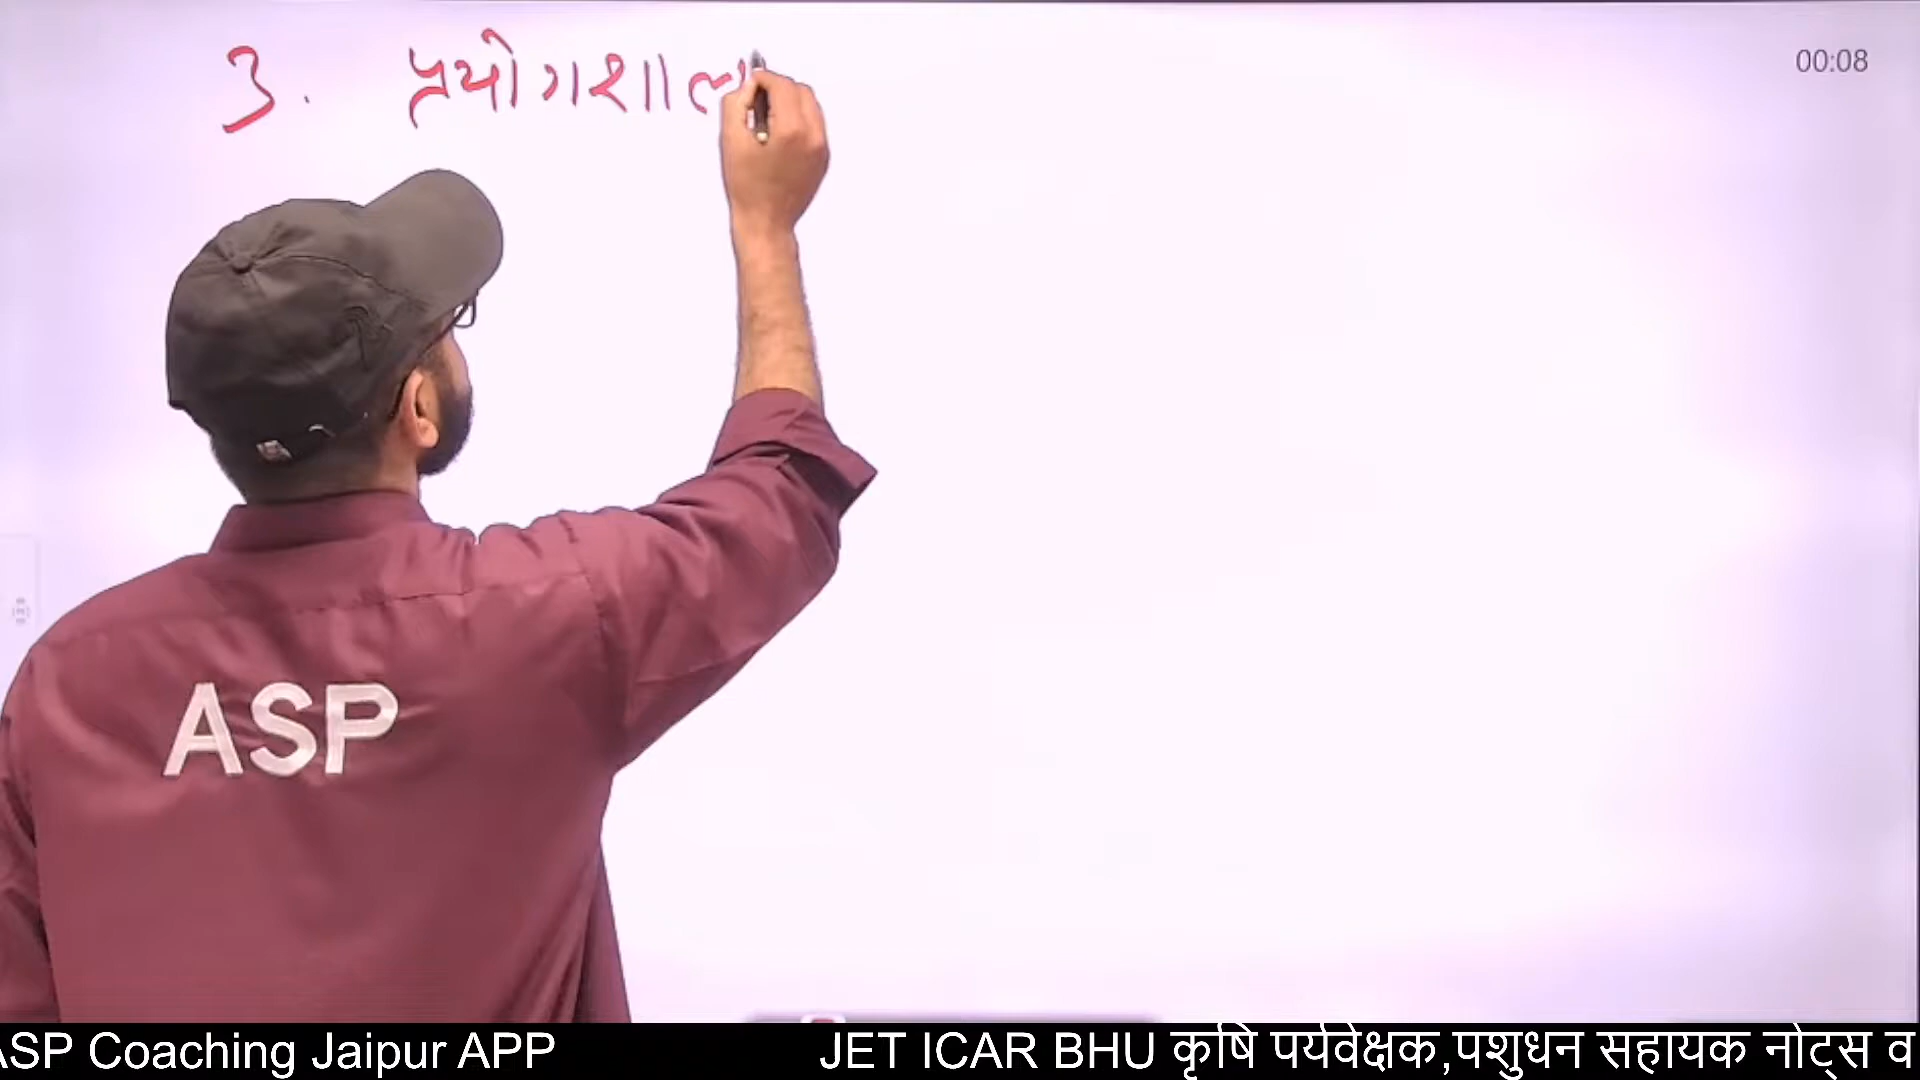 3. प्रयोगशाल
00:08
ASP
ASP Coaching Jaipur APP JET ICAR BHU कृषि पर्यवेक्षक,पशुधन सहायक नोट्स व